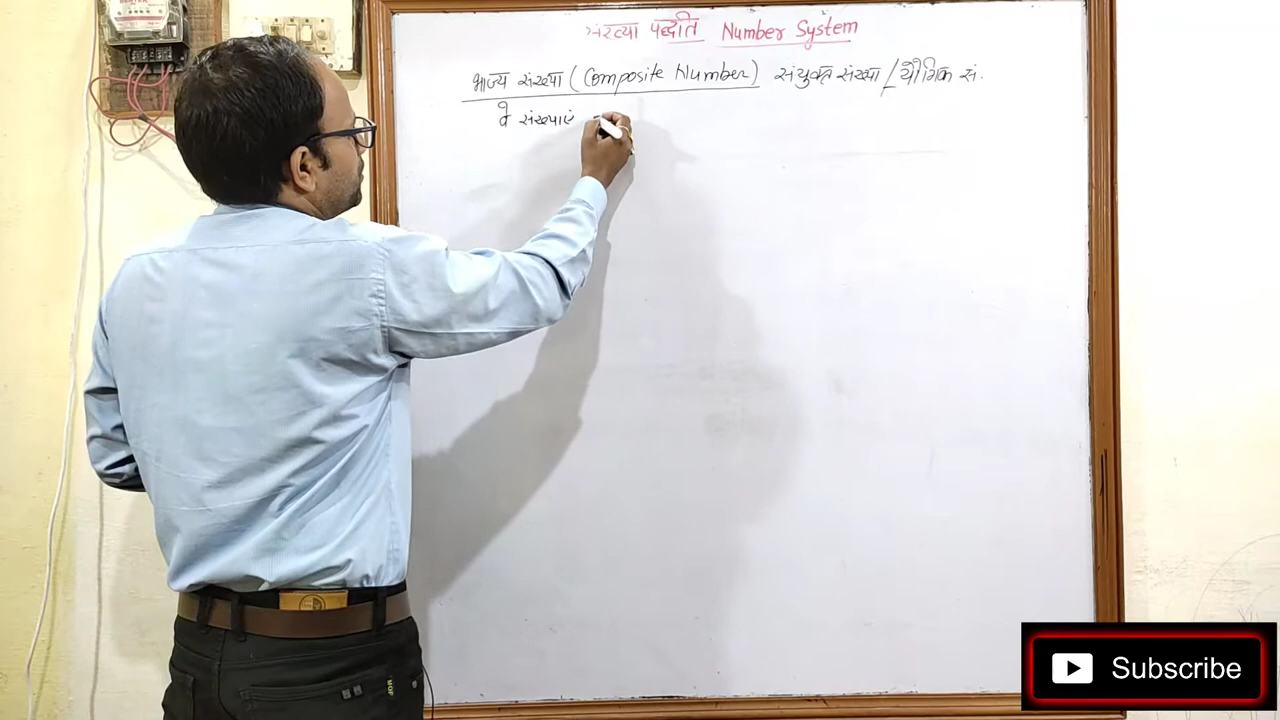 संख्या पद्धति Number System
भाज्य संख्या (Composite Number) संयुक्त संख्या / यौगिक सं.
वे संख्याएं
Subscribe